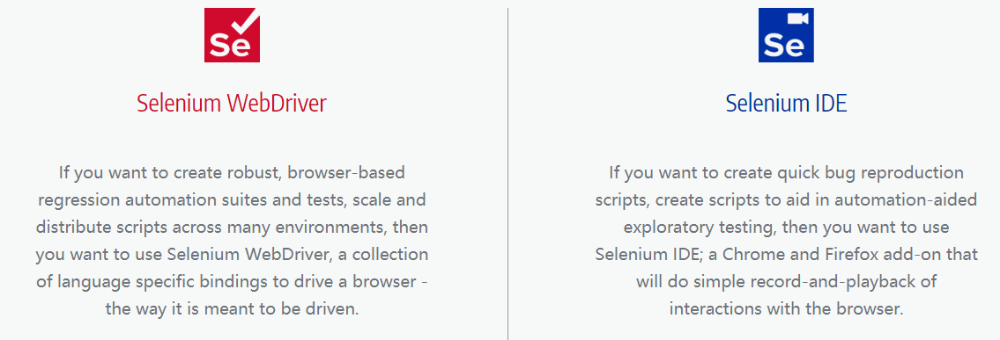 Se
Selenium WebDriver
If you want to create robust, browser-based
regression automation suites and tests, scale and
distribute scripts across many environments, then
you want to use Selenium WebDriver, a collection
of language specific bindings to drive a browser -
the way it is meant to be driven.
Se
Selenium IDE
If you want to create quick bug reproduction
scripts, create scripts to aid in automation-aided
exploratory testing, then you want to use
Selenium IDE; a Chrome and Firefox add-on that
will do simple record-and-playback of
interactions with the browser.